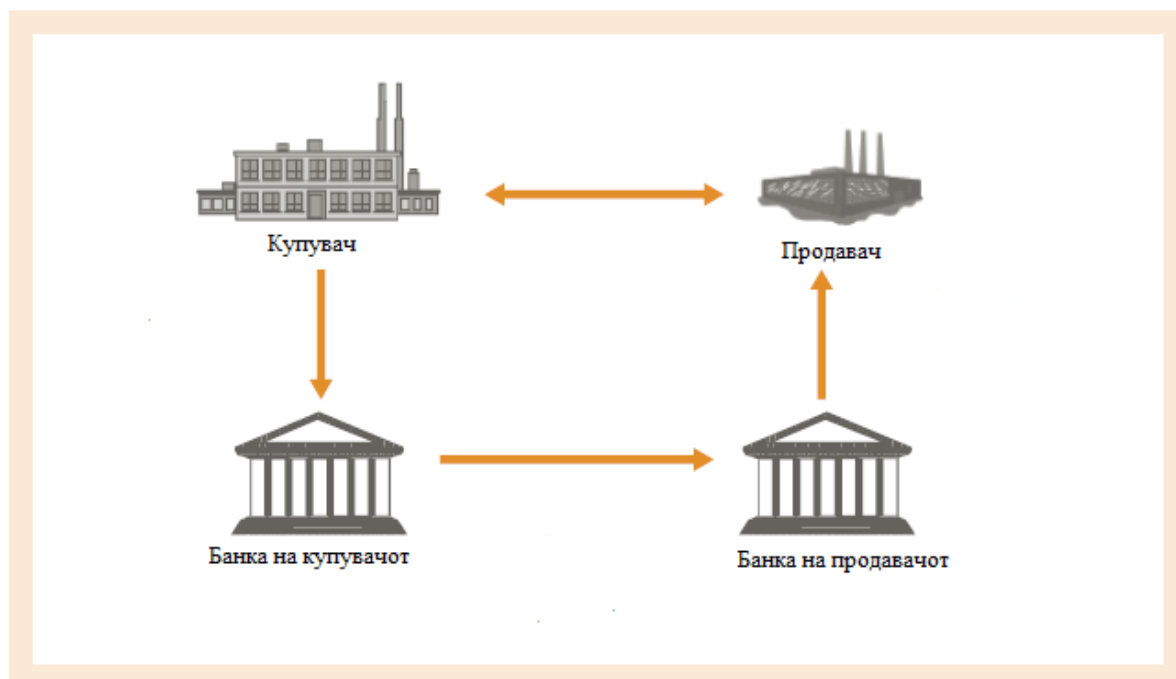 Купувач
Продавач
Банка на купувачот
Банка на продавачот